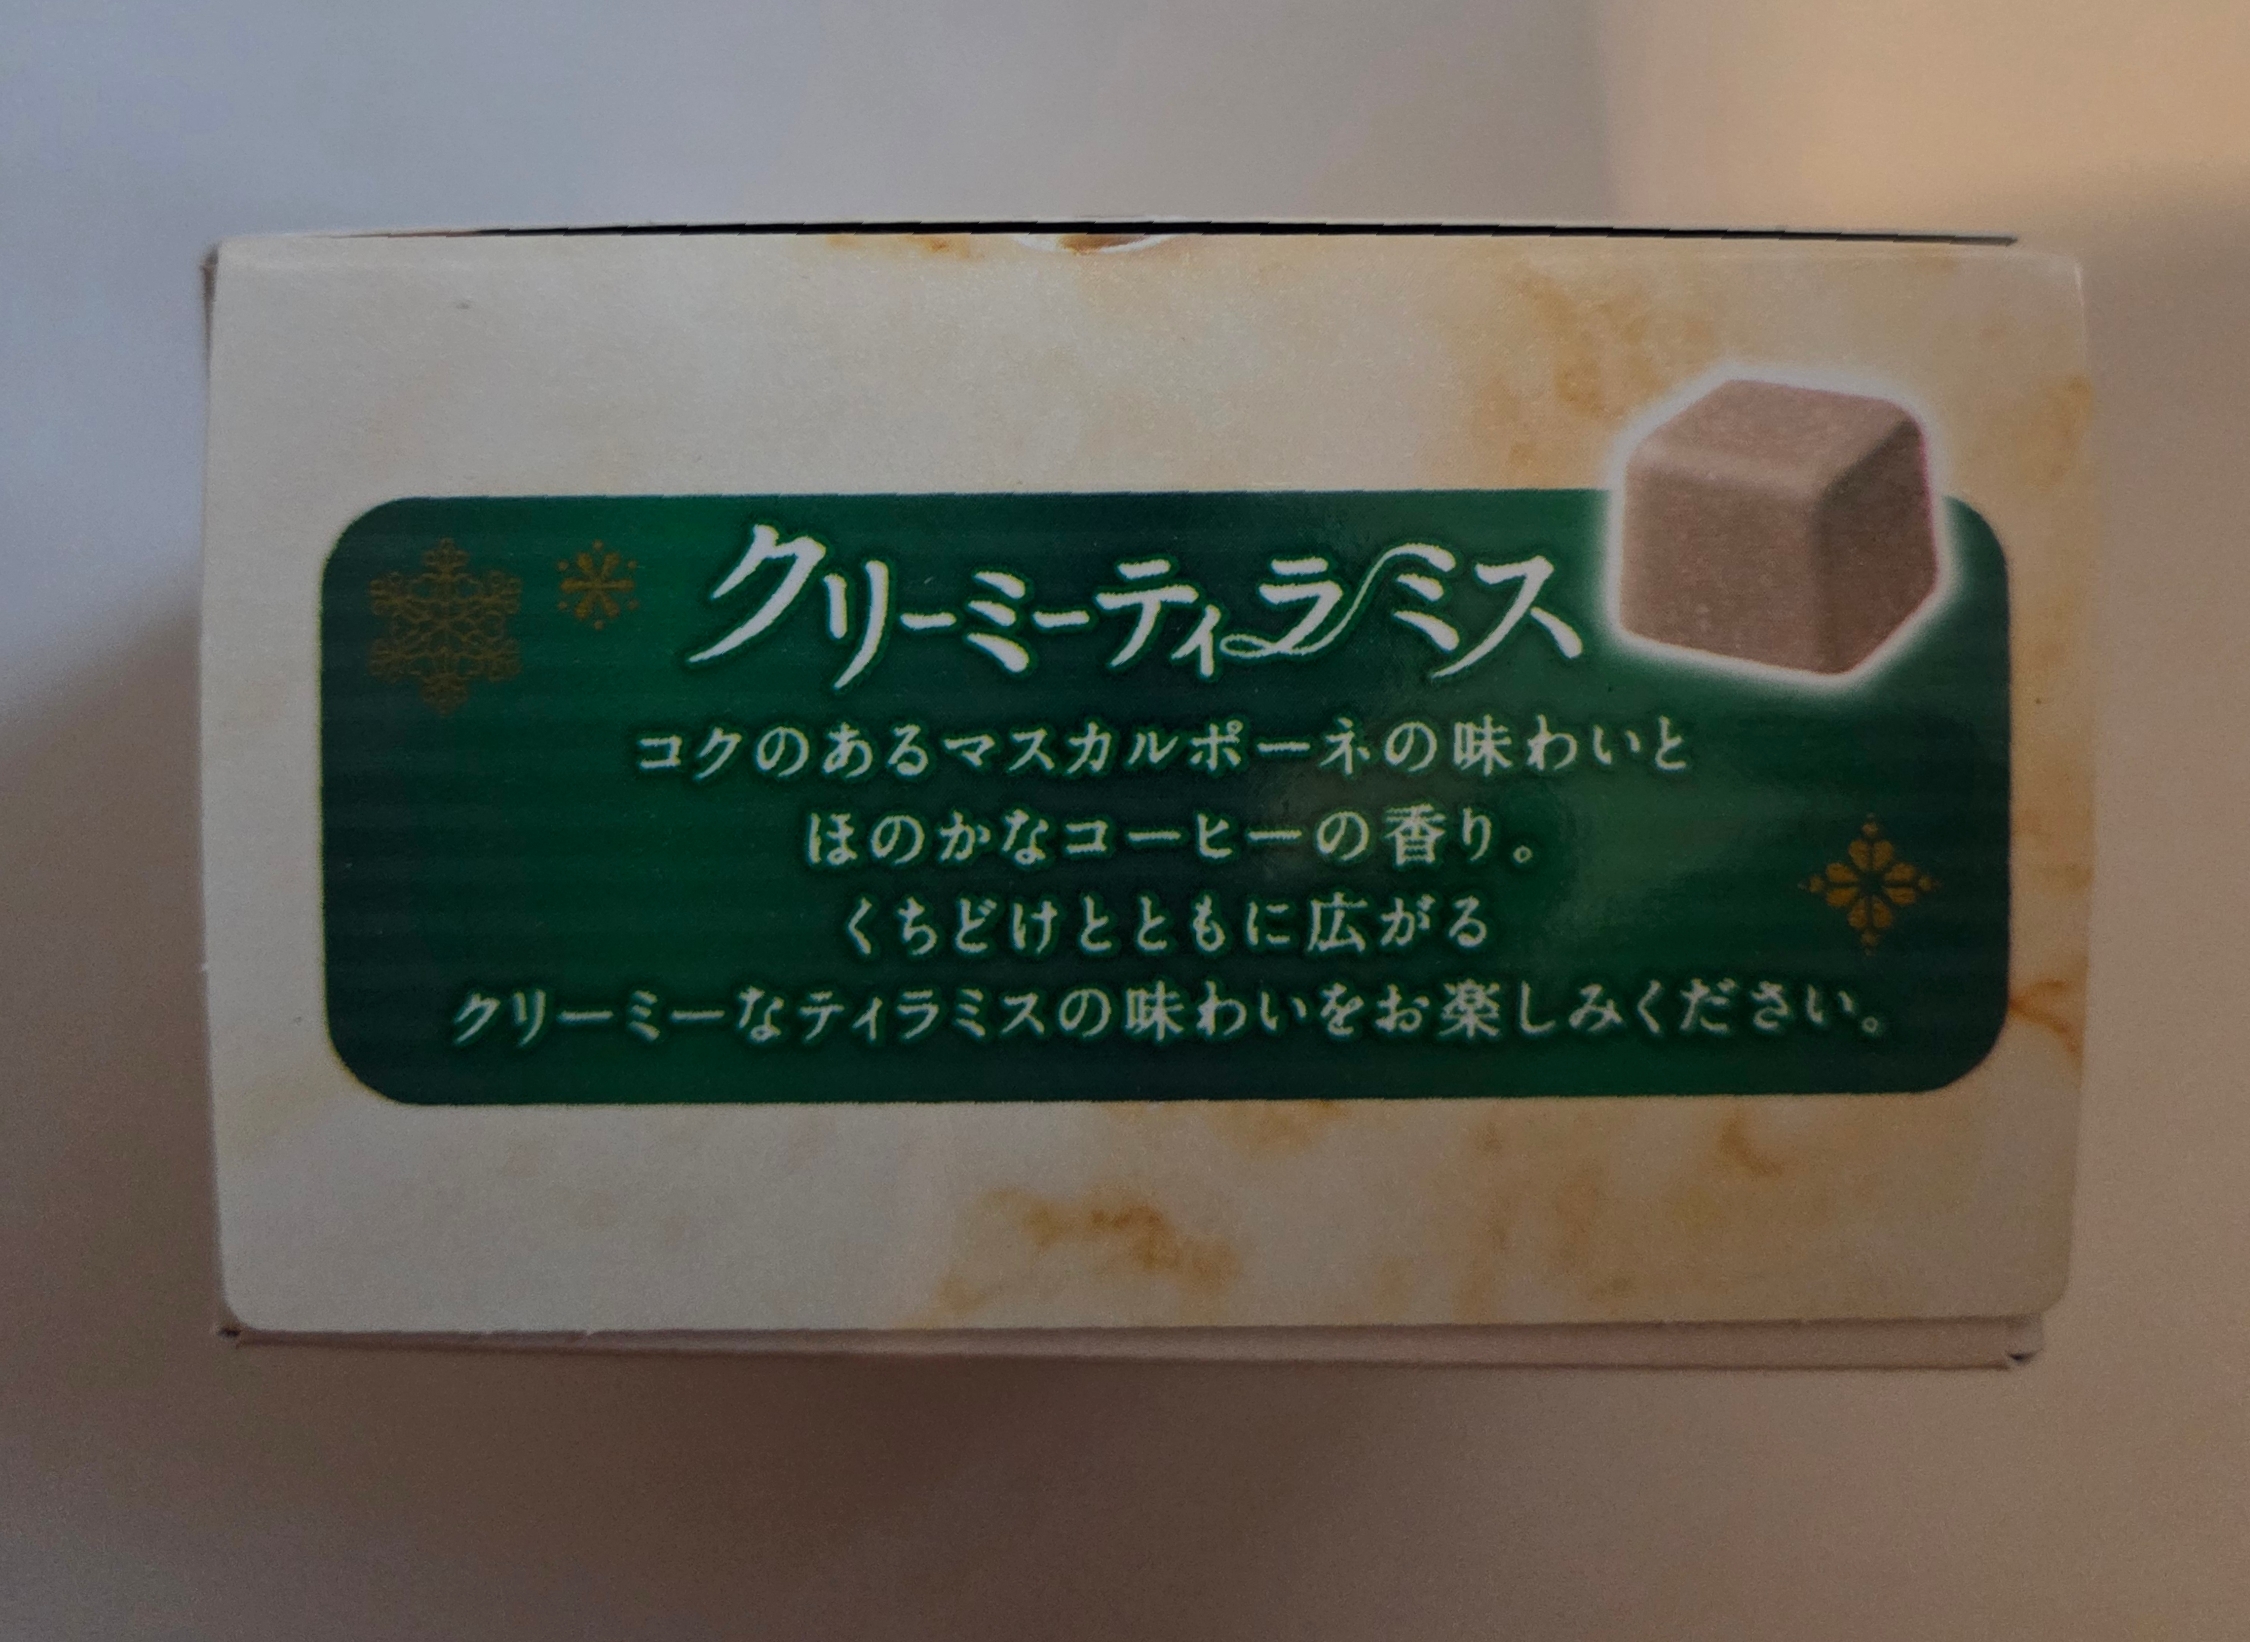 クリーミーティラミス
コクのあるマスカルポーネの味わいと
ほのかなコーヒーの香り。
くちどけとともに広がる
クリーミーなティラミスの味わいをお楽しみください。